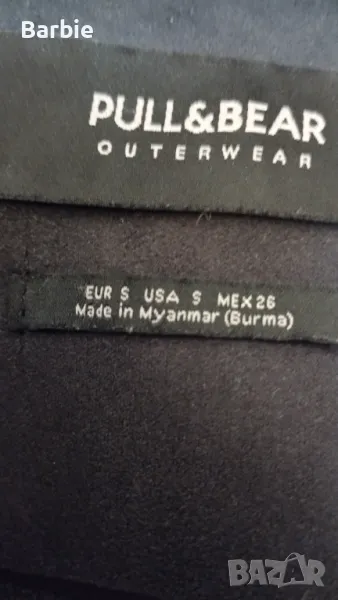 Barbie
PULL&BEAR
OUTERWEAR
EUR S USA S MEX 26
Made in Myanmar (Burma)
BAZAR